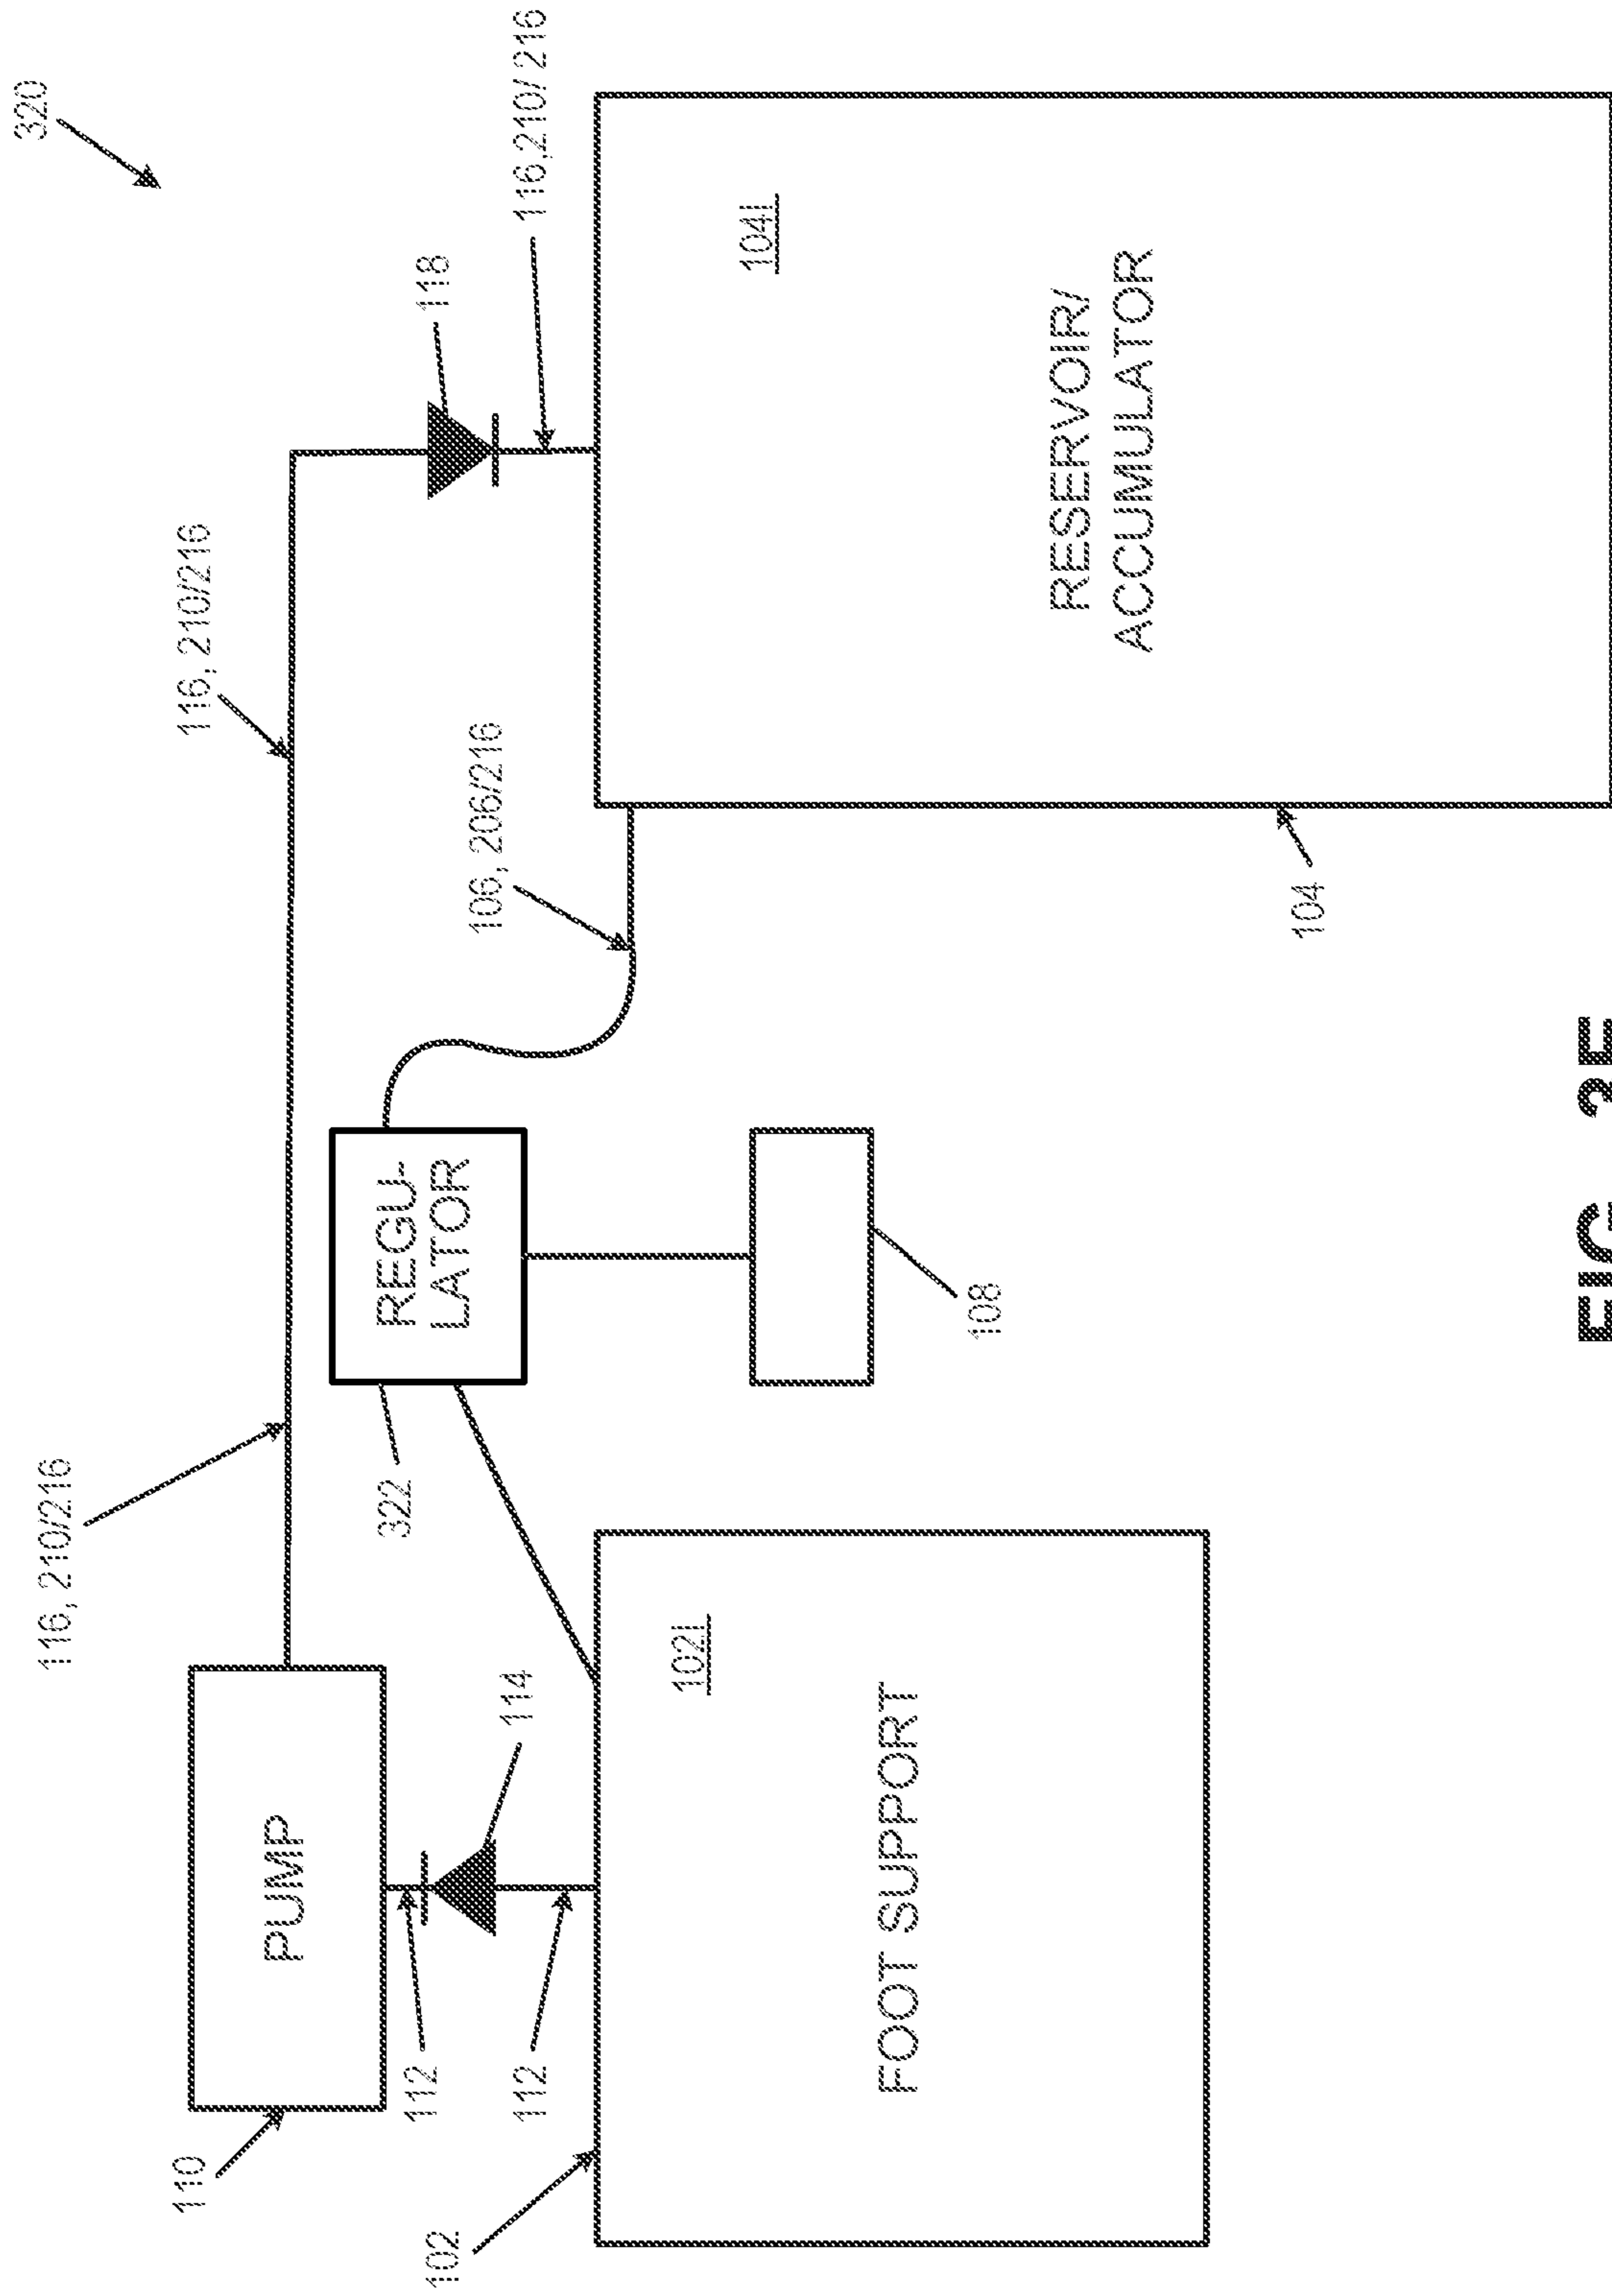 320
116, 210/216
110
116, 210/216
PUMP
322
REGU-
LATOR
112
118
102
106, 206/216
114
112
116,210/ 216
102I
104I
FOOT SUPPORT
108
RESERVOIR/
ACCUMULATOR
104
FIG.